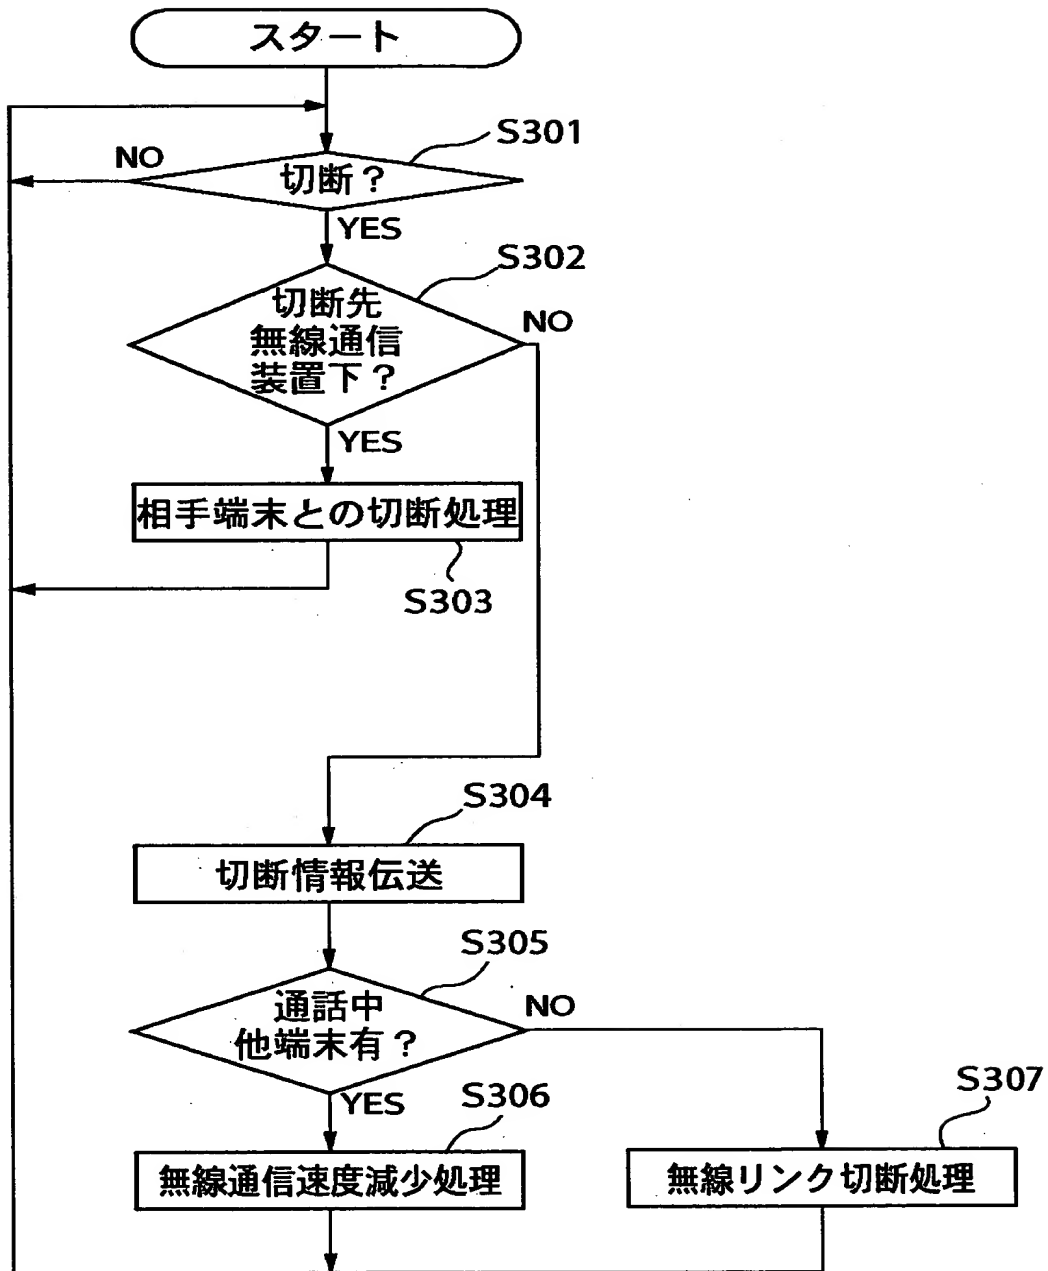 スタート
S301
NO
切断？
YES
S302
切断先
無線通信
装置下？
NO
YES
相手端末との切断処理
S303
S304
切断情報伝送
S305
通話中
他端末有？
NO
YES
S306
S307
無線通信速度減少処理
無線リンク切断処理